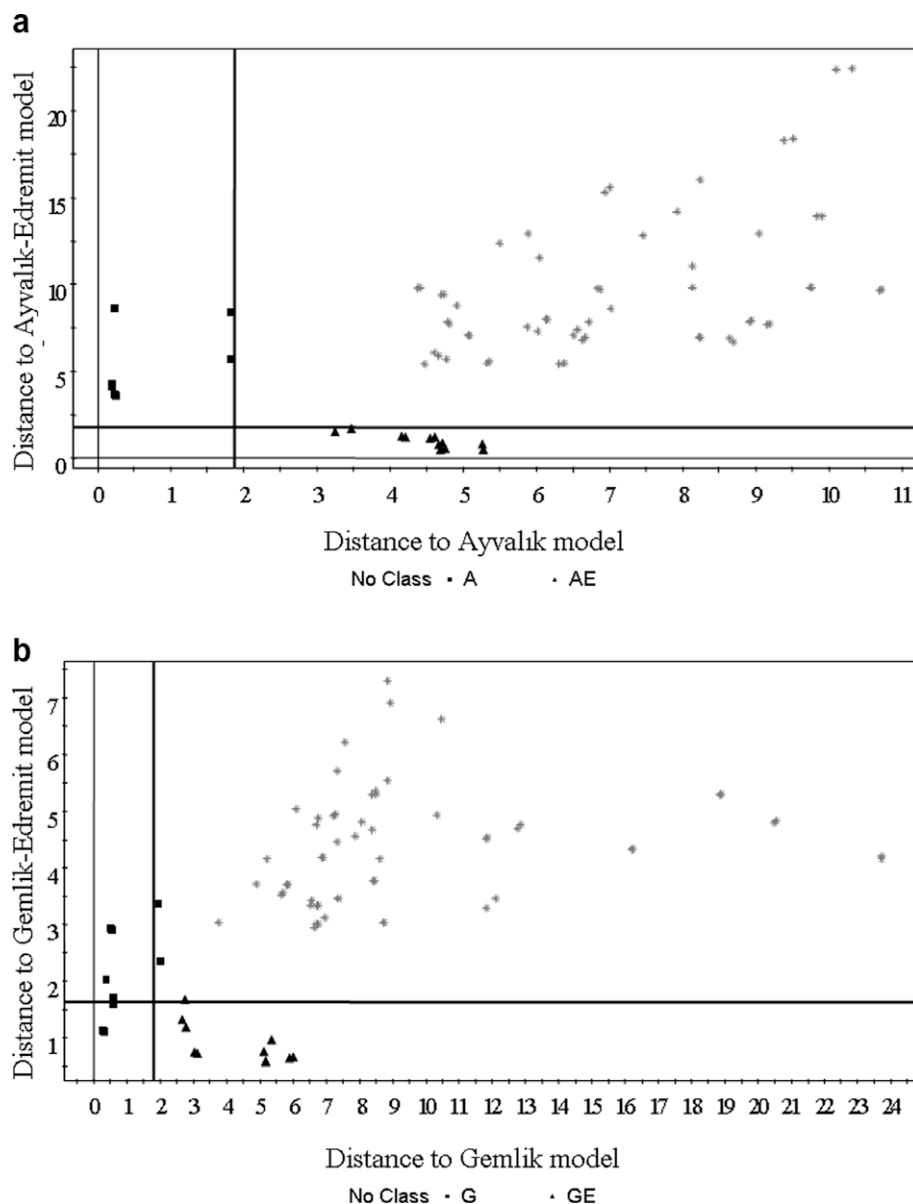 a
Distance to Ayvalık-Edremit model
20
15
10
5
0
0 1 2 3 4 5 6 7 8 9 10 11
Distance to Ayvalık model
No Class ▪ A ▴ AE
b
Distance to Gemlik-Edremit model
7
6
5
4
3
2
1
0 1 2 3 4 5 6 7 8 9 10 11 12 13 14 15 16 17 18 19 20 21 22 23 24
Distance to Gemlik model
No Class ▪ G ▴ GE